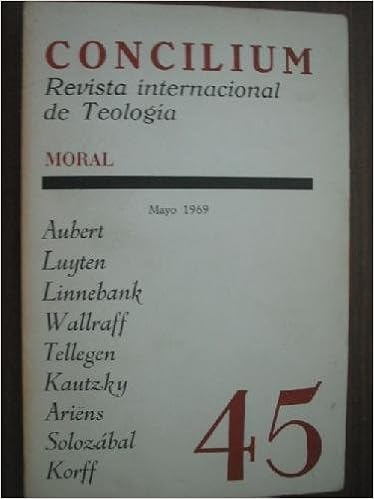 CONCILIUM
Revista internacional
de Teología
MORAL
Mayo 1969
Aubert
Luyten
Linnebank
Wallraff
Tellegen
Kautzky
Ariëns
Solozábal
Korff
45